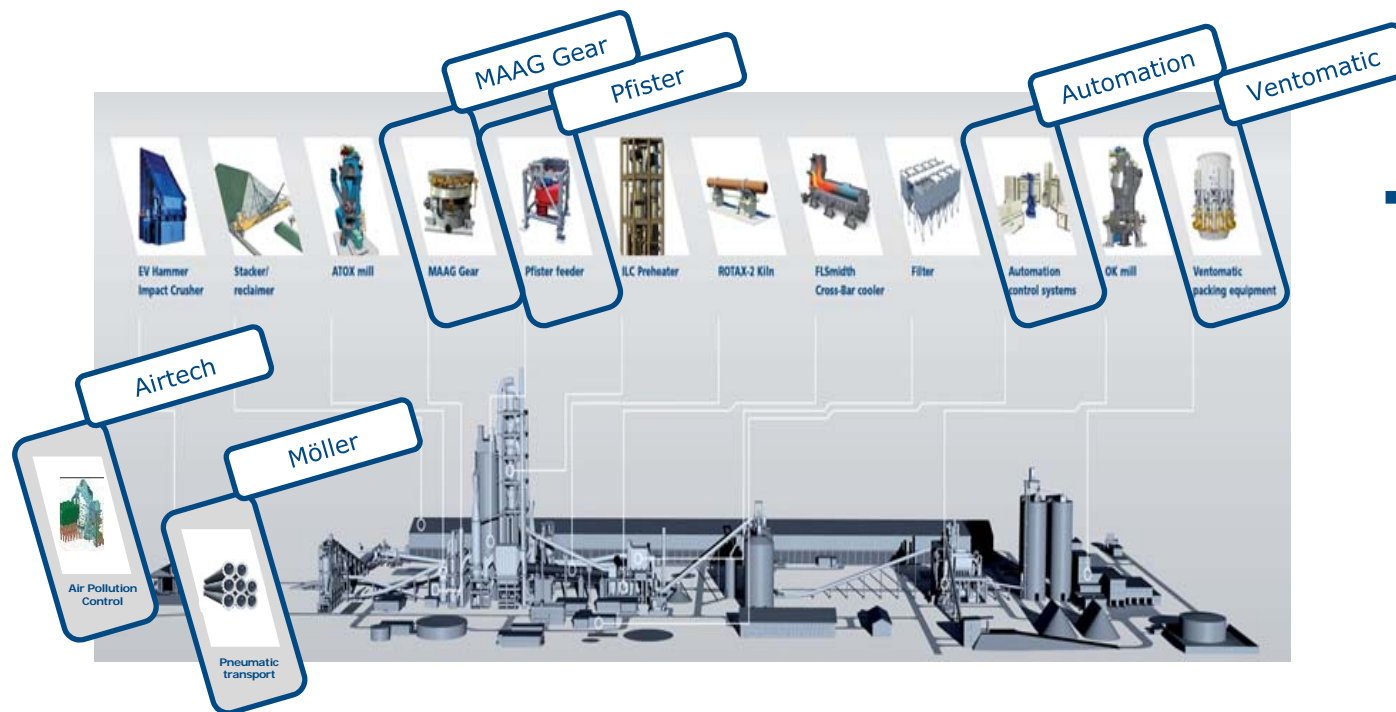 MAAG Gear
Pfister
Automation
Ventomatic
EV Hammer
Impact Crusher
Stacker/
reclaimer
ATOX mill
MAAG Gear
Pfister feeder
ILC Preheater
ROTAX-2 Kiln
FLSmidth
Cross-Bar cooler
Filter
Automation
control systems
OK mill
Ventomatic
packing equipment
Airtech
Möller
Air Pollution
Control
Pneumatic
transport